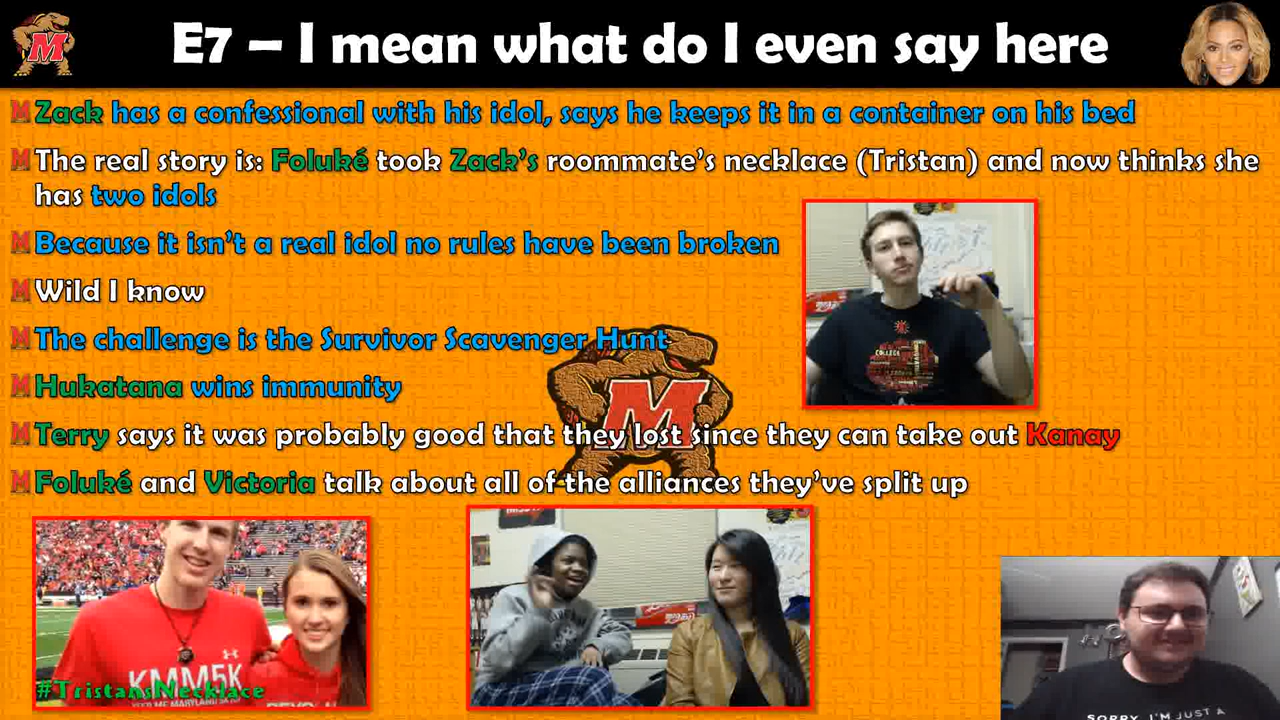 E7 – I mean what do I even say here
Zack has a confessional with his idol, says he keeps it in a container on his bed
The real story is: Foluké took Zack's roommate's necklace (Tristan) and now thinks she
has two idols
Because it isn't a real idol no rules have been broken
Wild I know
The challenge is the Survivor Scavenger Hunt
Hukatana wins immunity
Terry says it was probably good that they lost since they can take out Kanay
Foluké and Victoria talk about all of the alliances they've split up
M
COLLEGE
KMM5K
#TristansNecklace
SORRY, I'M JUST A